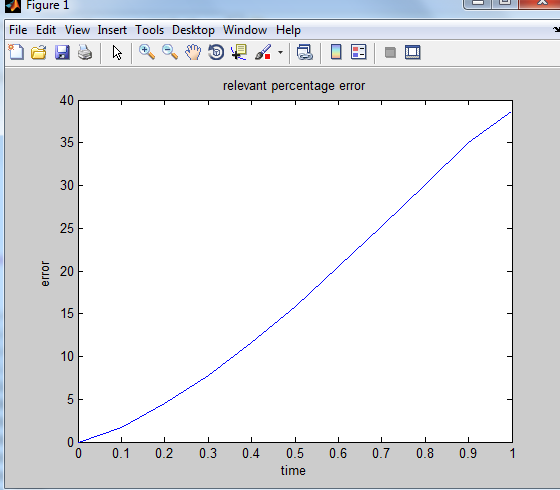 Figure 1
File Edit View Insert Tools Desktop Window Help
relevant percentage error
40
35
30
25
20
15
10
5
0
error
0 0.1 0.2 0.3 0.4 0.5 0.6 0.7 0.8 0.9 1
time